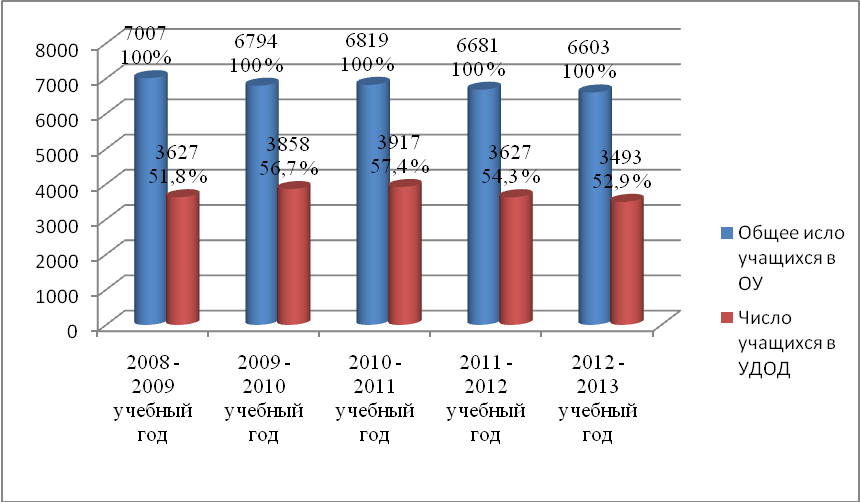 8000
7000
6000
5000
4000
3000
2000
1000
0
7007
100%
3627
51,8%
6794
100%
3858
56,7%
6819
100%
3917
57,4%
6681
100%
3627
54,3%
6603
100%
3493
52,9%
2008 -
2009
учебный
год
2009 -
2010
учебный
год
2010 -
2011
учебный
год
2011 -
2012
учебный
год
2012 -
2013
учебный
год
Общее исло
учащихся в
ОУ
Число
учащихся в
УДОД